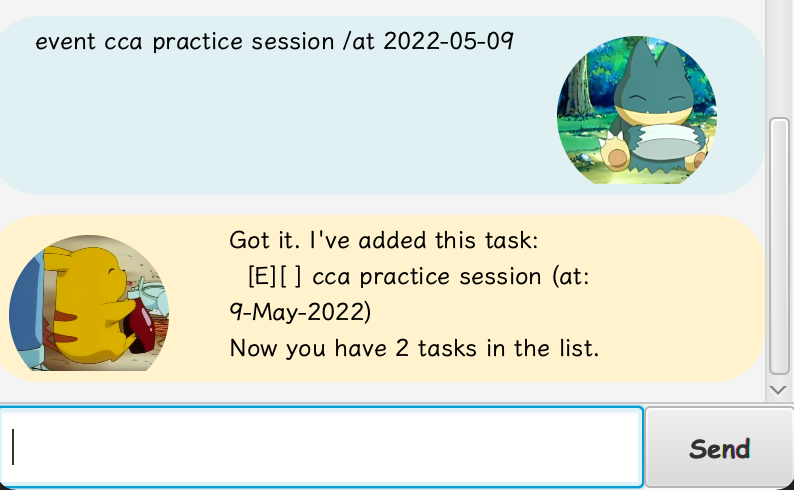 event cca practice session /at 2022-05-09
Got it. I've added this task:
[E][ ] cca practice session (at:
9-May-2022)
Now you have 2 tasks in the list.
Send